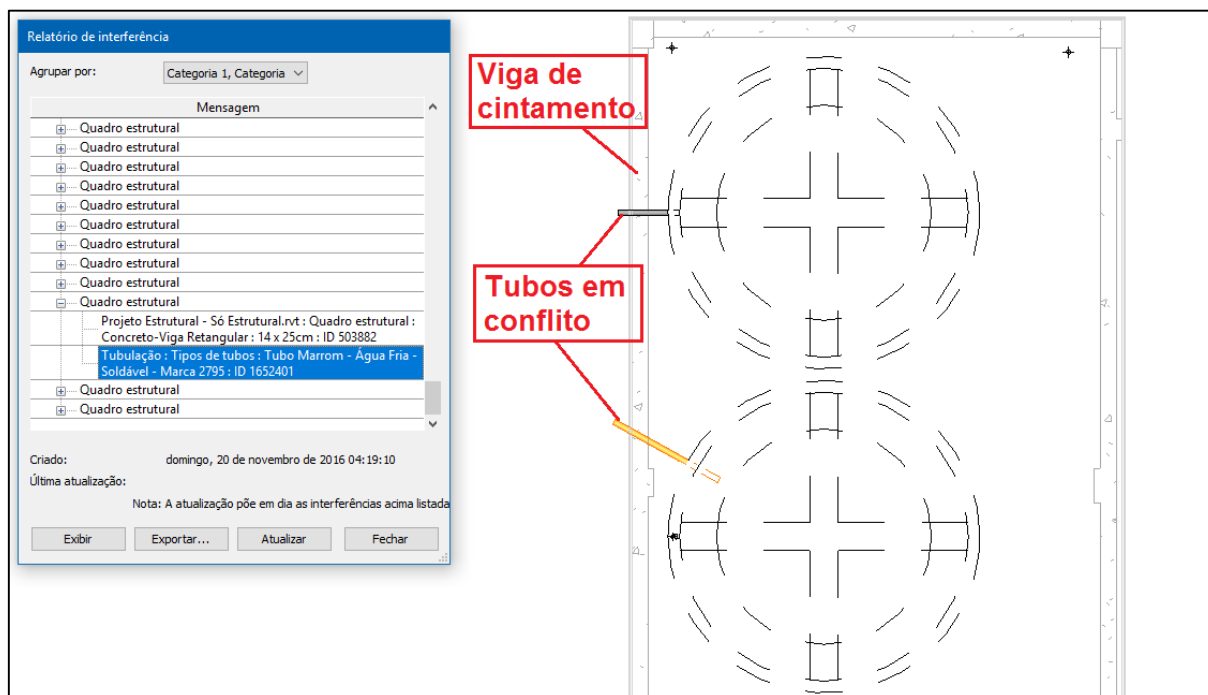 Relatório de interferência
Agrupar por:
Categoria 1, Categoria
Mensagem
Quadro estrutural
Quadro estrutural
Quadro estrutural
Quadro estrutural
Quadro estrutural
Quadro estrutural
Quadro estrutural
Quadro estrutural
Quadro estrutural
Quadro estrutural
Projeto Estrutural - Só Estrutural.rvt : Quadro estrutural :
Concreto-Viga Retangular : 14 x 25cm : ID 503882
Tubulação : Tipos de tubos : Tubo Marrom - Água Fria -
Soldável - Marca 2795 : ID 1652401
Quadro estrutural
Quadro estrutural
Criado:
domingo, 20 de novembro de 2016 04:19:10
Última atualização:
Nota: A atualização põe em dia as interferências acima listada
Exibir
Exportar...
Atualizar
Fechar
Viga de
cintamento
Tubos em
conflito